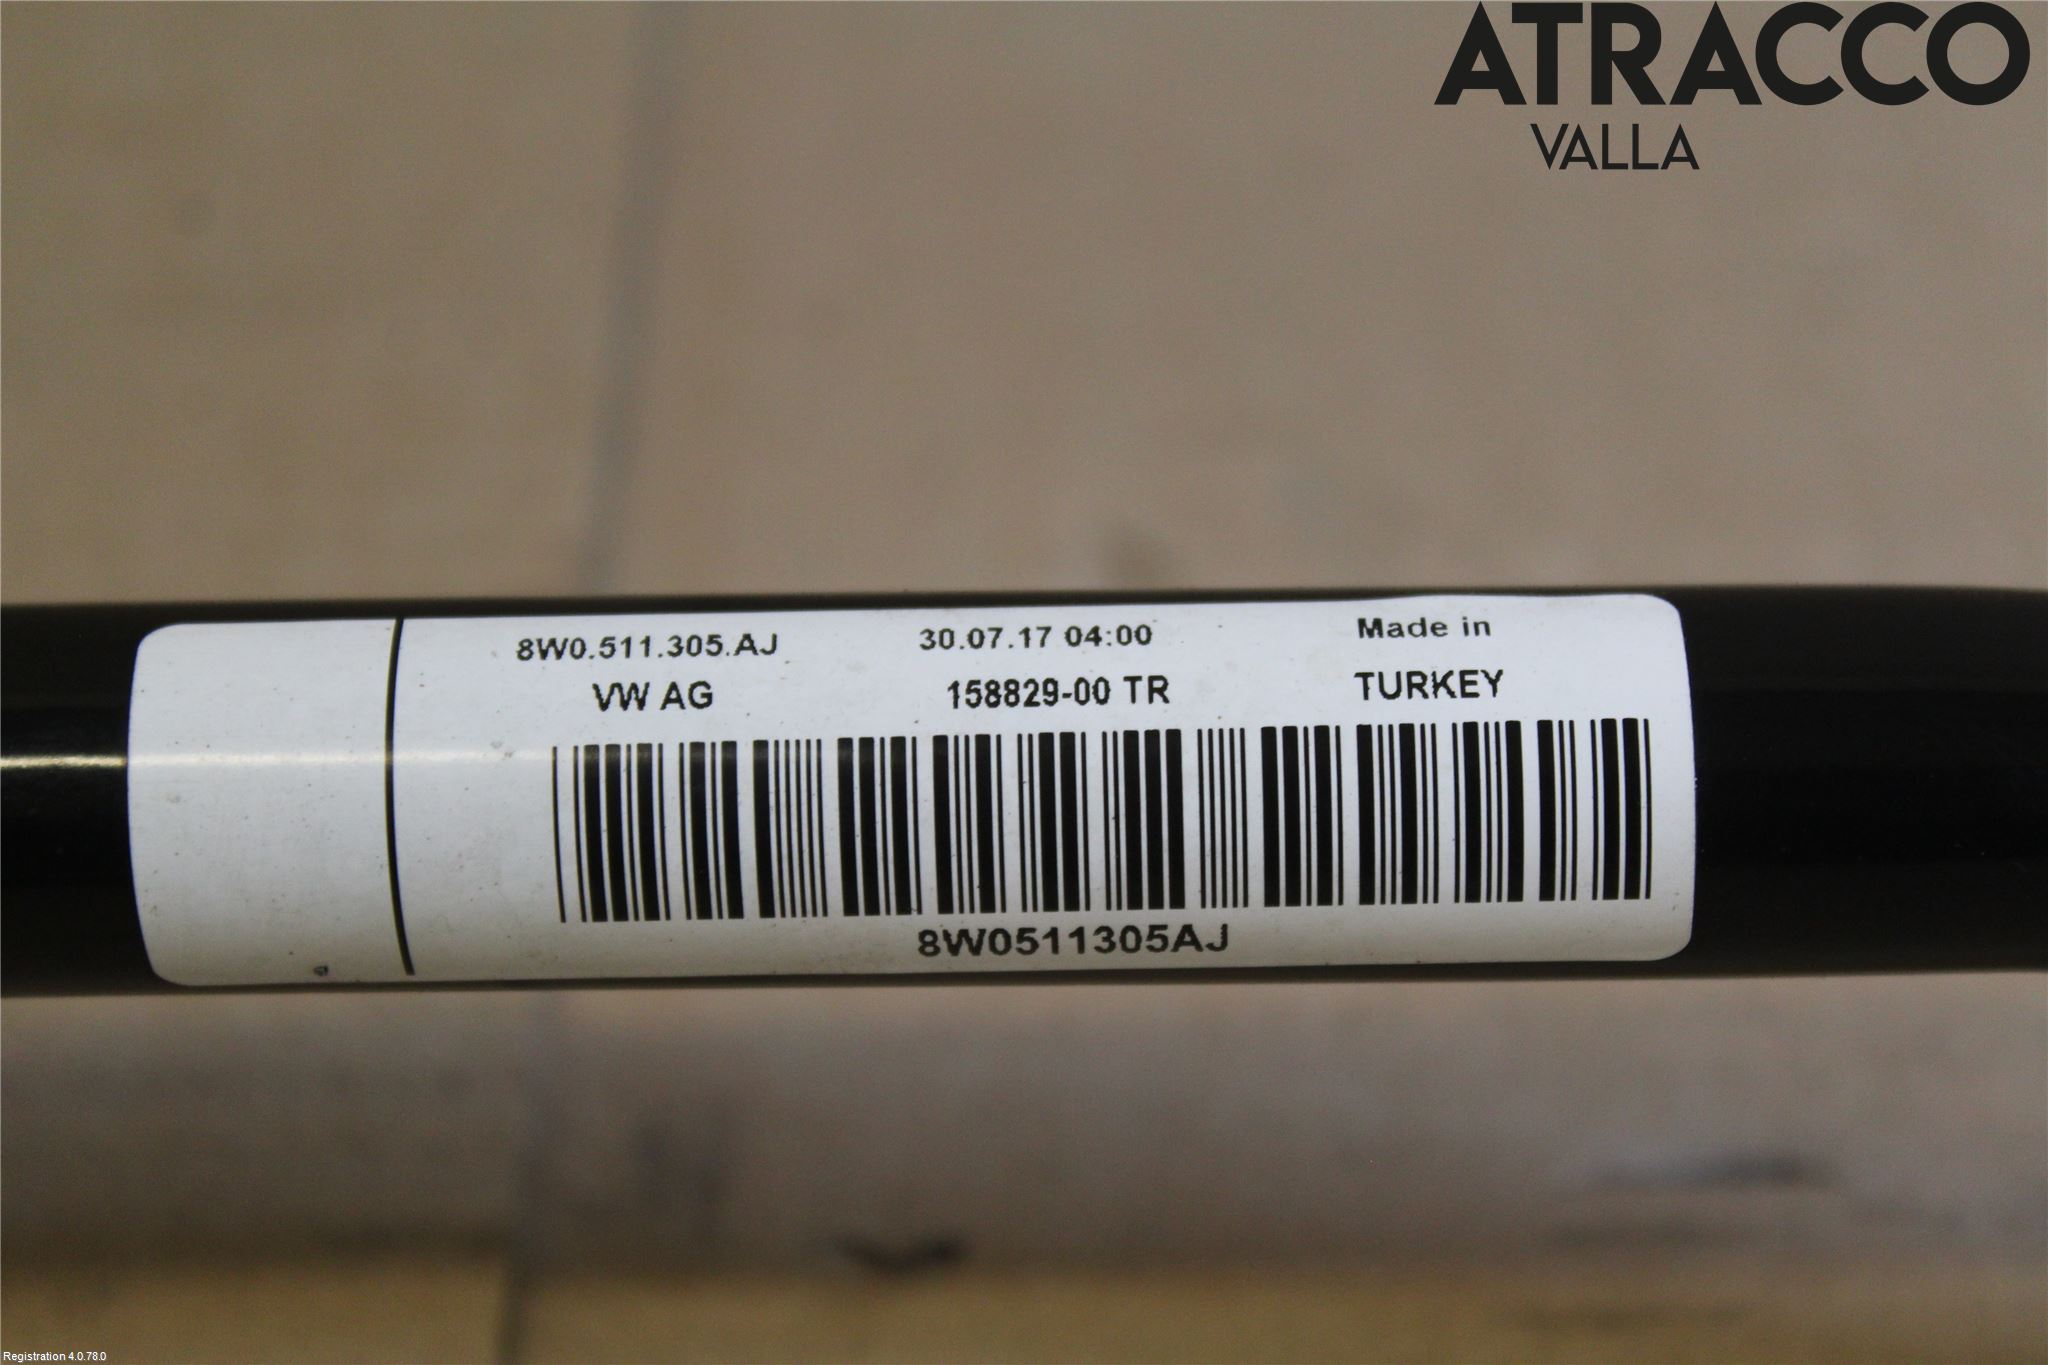 ATRACCO
VALLA
8W0.511.305.AJ 30.07.17 04:00 Made in
VW AG 158829-00 TR TURKEY
8W0511305AJ
Registration 4.0.78.0